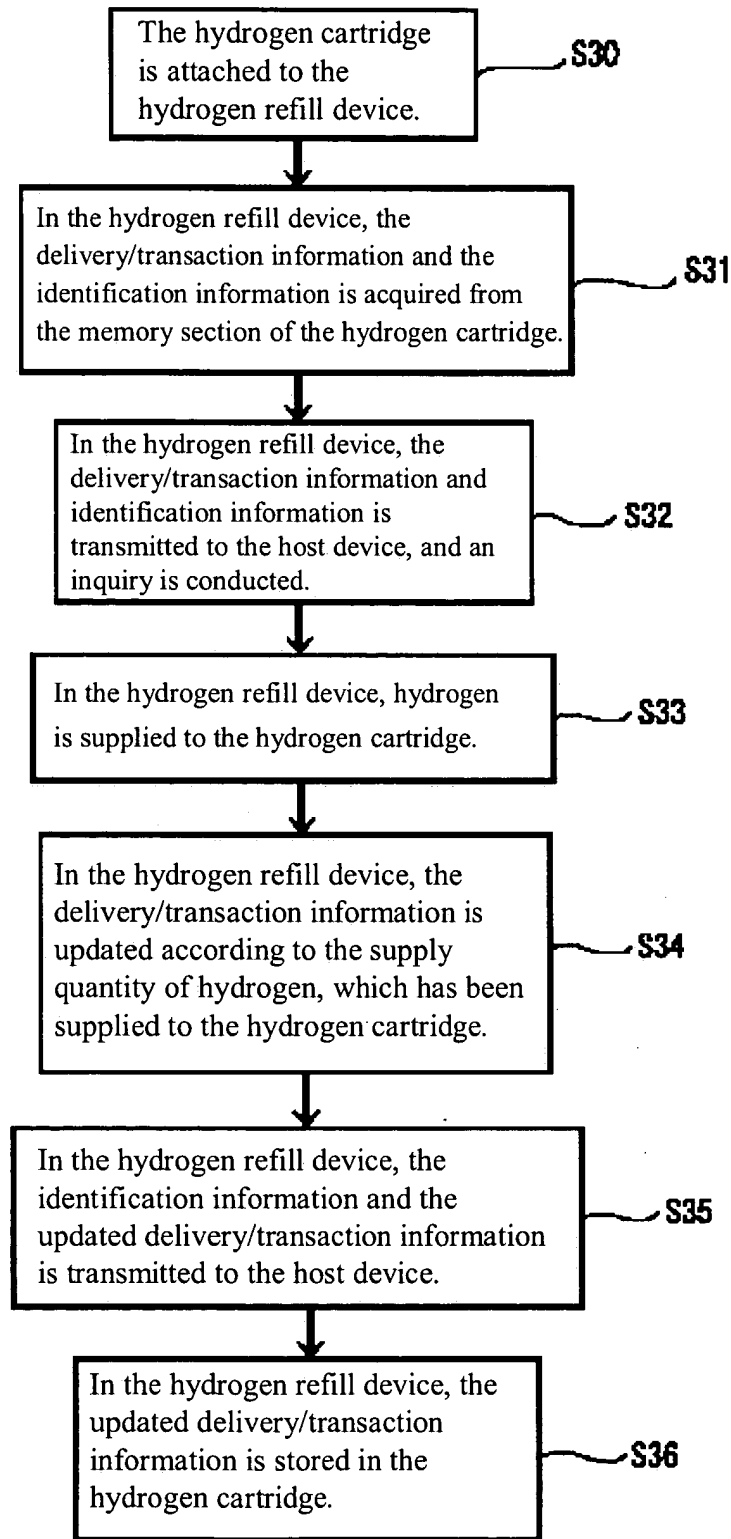 The hydrogen cartridge
is attached to the
hydrogen refill device.
S30
In the hydrogen refill device, the
delivery/transaction information and the
identification information is acquired from
the memory section of the hydrogen cartridge.
S31
In the hydrogen refill device, the
delivery/transaction information and
identification information is
transmitted to the host device, and an
inquiry is conducted.
S32
In the hydrogen refill device, hydrogen
is supplied to the hydrogen cartridge.
S33
In the hydrogen refill device, the
delivery/transaction information is
updated according to the supply
quantity of hydrogen, which has been
supplied to the hydrogen cartridge.
S34
In the hydrogen refill device, the
identification information and the
updated delivery/transaction information
is transmitted to the host device.
S35
In the hydrogen refill device, the
updated delivery/transaction
information is stored in the
hydrogen cartridge.
S36